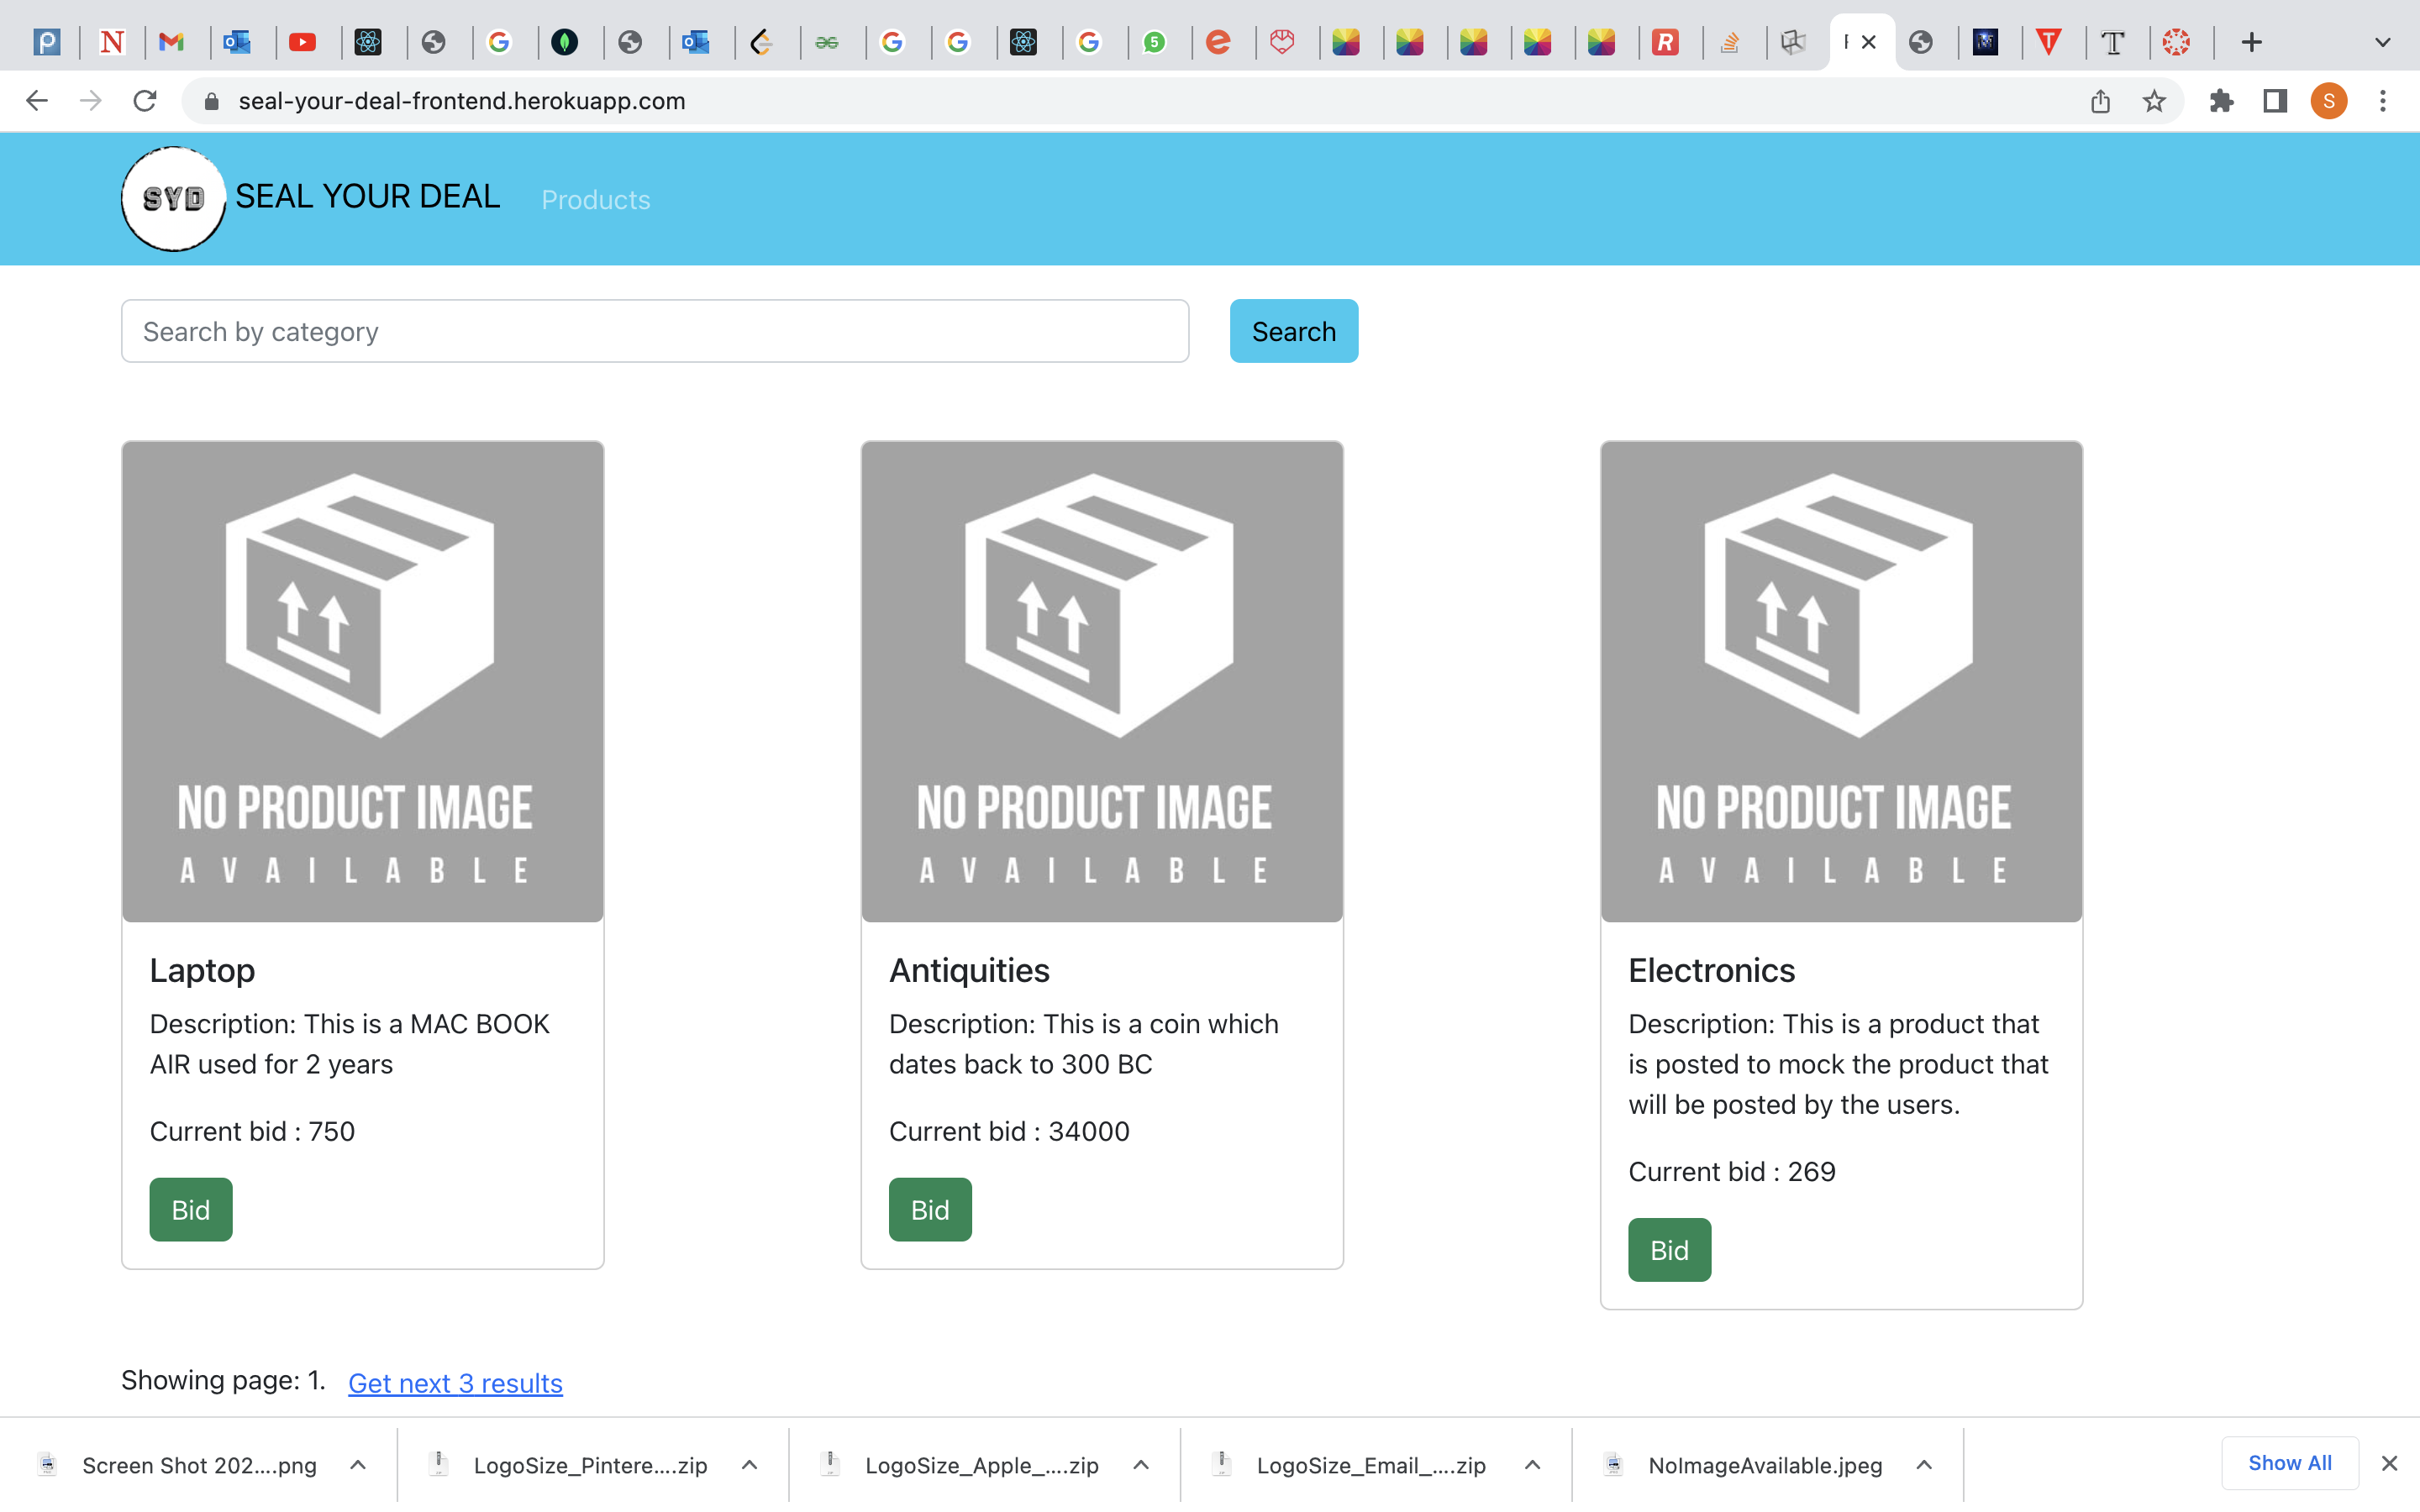 seal-your-deal-frontend.herokuapp.com
S
SYD SEAL YOUR DEAL Products
Search by category Search
NO PRODUCT IMAGE
AVAILABLE
Laptop
Description: This is a MAC BOOK
AIR used for 2 years
Current bid : 750
Bid
NO PRODUCT IMAGE
AVAILABLE
Antiquities
Description: This is a coin which
dates back to 300 BC
Current bid : 34000
Bid
NO PRODUCT IMAGE
AVAILABLE
Electronics
Description: This is a product that
is posted to mock the product that
will be posted by the users.
Current bid : 269
Bid
Showing page: 1. Get next 3 results
Screen Shot 202....png LogoSize_Pintere....zip LogoSize_Apple_....zip LogoSize_Email_....zip NoImageAvailable.jpeg Show All